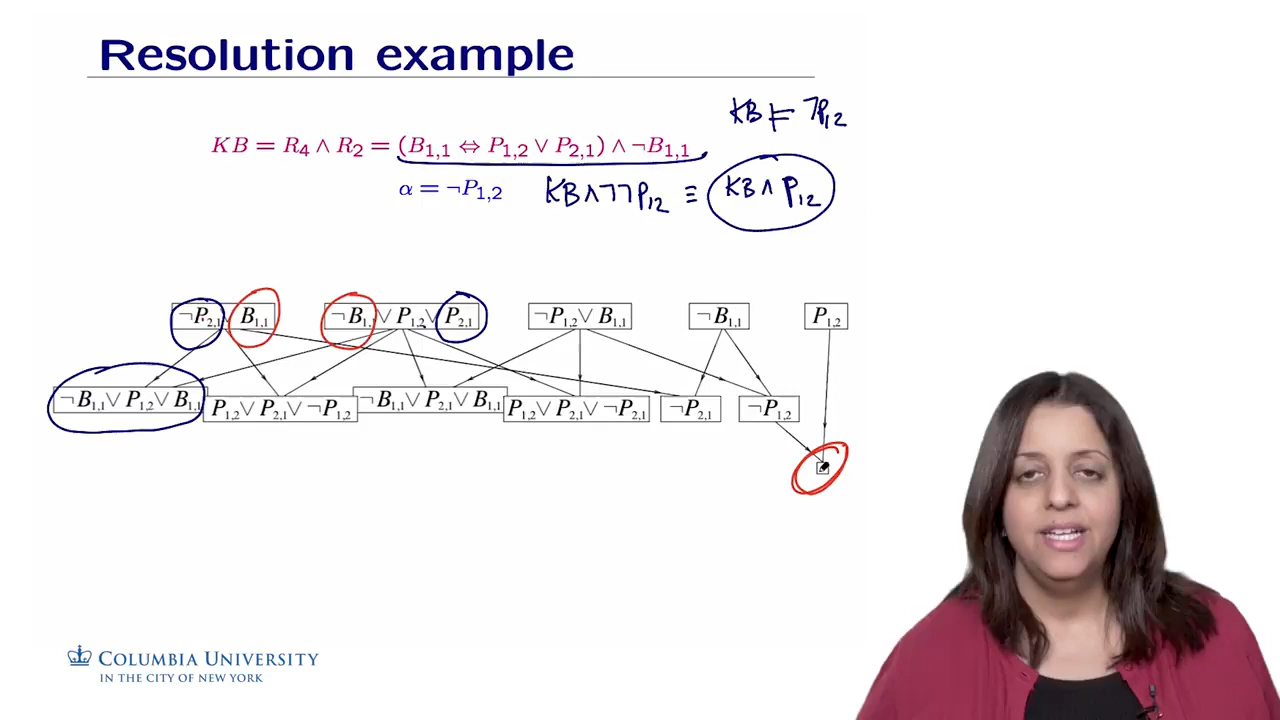 Resolution example
KB ⊨ ¬P12
KB = R4 ∧ R2 = (B1,1 ⇔ P1,2 ∨ P2,1) ∧ ¬B1,1
α = ¬P1,2 KB ∧ ¬¬P12 ≡ KB ∧ P12
¬P2,1 ∨ B1,1 ¬B1,1 ∨ P1,2 ∨ P2,1 ¬P1,2 ∨ B1,1 ¬B1,1 P1,2
¬B1,1 ∨ P1,2 ∨ B1,1 P1,2 ∨ P2,1 ∨ ¬P1,2 ¬B1,1 ∨ P2,1 ∨ B1,1 P1,2 ∨ P2,1 ∨ ¬P2,1 ¬P2,1 ¬P1,2
COLUMBIA UNIVERSITY
IN THE CITY OF NEW YORK